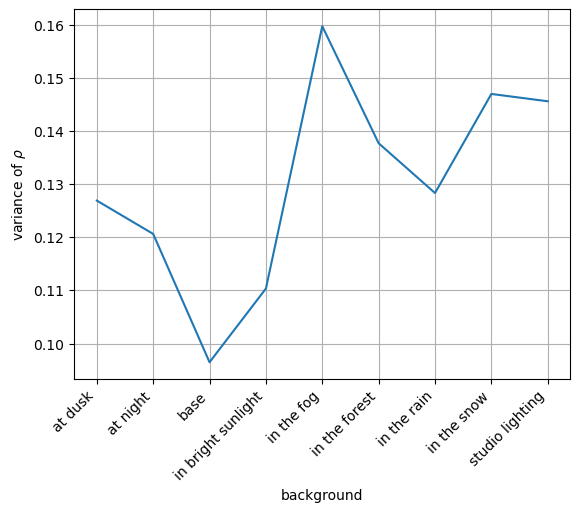 0.16
0.15
0.14
0.13
0.12
0.11
0.10
variance of ρ
at dusk
at night
base
in bright sunlight
in the fog
in the forest
in the rain
in the snow
studio lighting
background